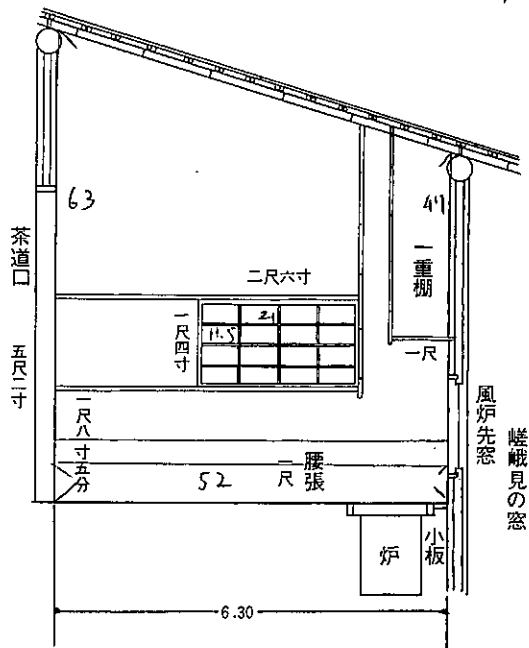 63
41
茶道口
五尺二寸
二尺六寸
一尺四寸
21
11.5
一重棚
一尺
一尺八寸五分
52
一尺
腰張
風炉先窓
嵯峨見の窓
小板
炉
6.30